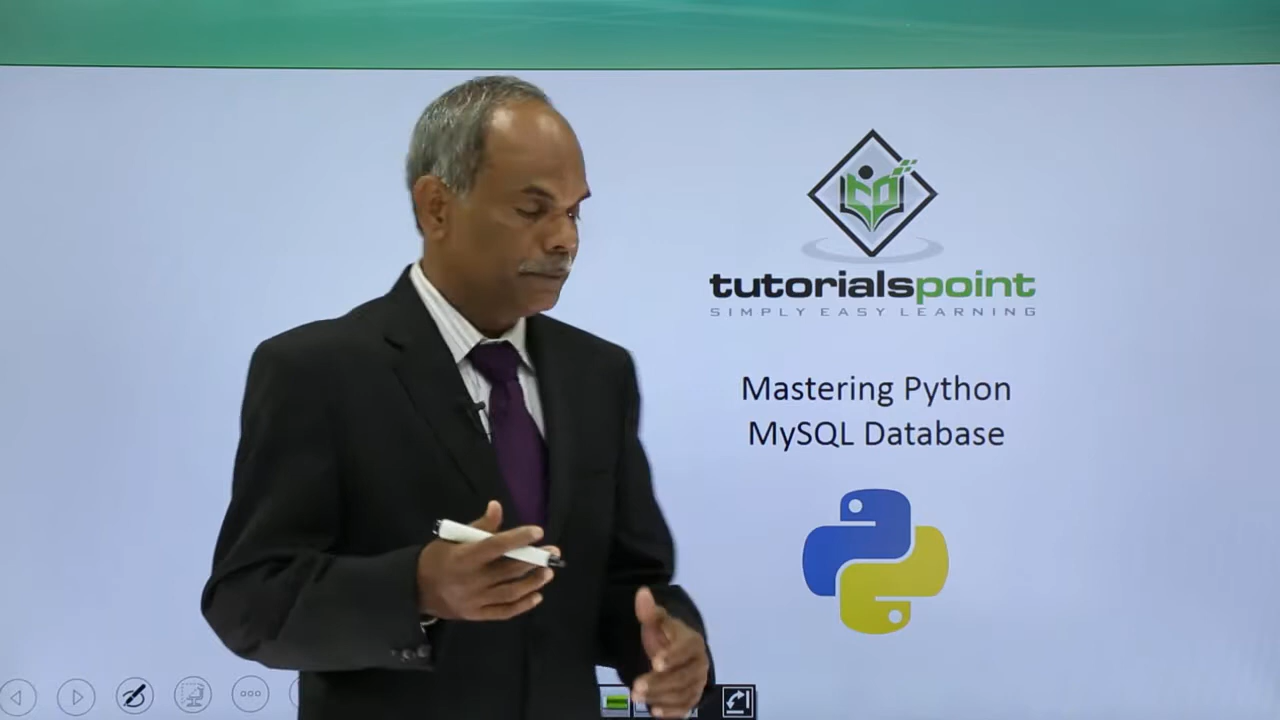 tutorialspoint
SIMPLY EASY LEARNING
Mastering Python
MySQL Database